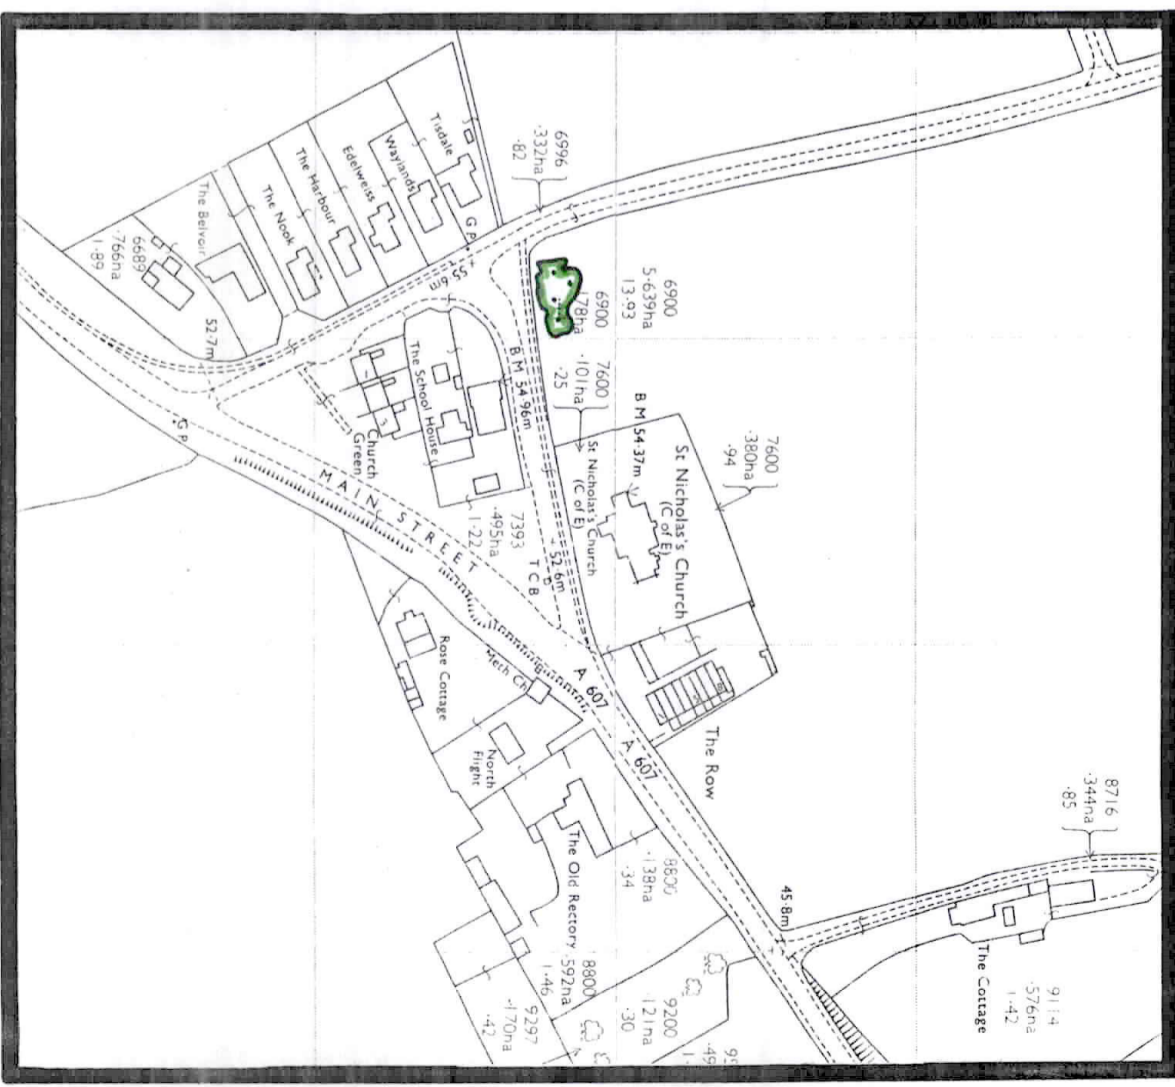 6996
·332ha
·82
Tisdale
Waylands
Edelweiss
The Harbour
The Nook
The Belvoir
6689
·766ha
1·89
G P
55·6m
52·7m
G P
6900
5·639ha
13·93
6900
78ha
7600
·101ha
·25
B M 54·96m
The School House
Church
Green
MAIN STREET
7393
·495ha
1·22
T C B
52·6m
St Nicholas's Church
(C of E)
B M 54·37m
St Nicholas's Church
(C of E)
7600
·380ha
·94
The Row
A 607
A 607
Meth Ch
Rose Cottage
North
Flight
The Old Rectory
8800
·138ha
·34
8800
·592ha
1·46
9200
·121ha
·30
9297
·170ha
·42
45·8m
8716
·344ha
·85
The Cottage
9114
·576ha
1·42